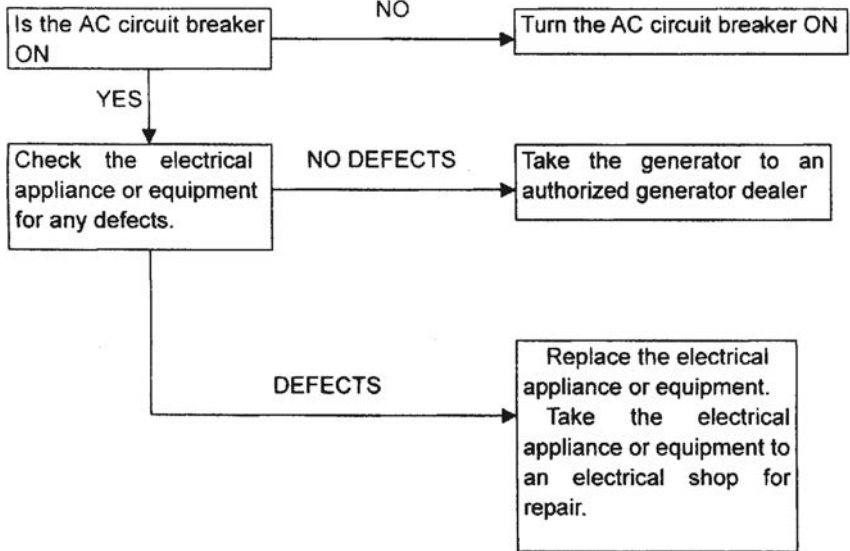 NO
Is the AC circuit breaker
ON
Turn the AC circuit breaker ON
YES
Check the electrical
appliance or equipment
for any defects.
NO DEFECTS
Take the generator to an
authorized generator dealer
DEFECTS
Replace the electrical
appliance or equipment.
Take the electrical
appliance or equipment to
an electrical shop for
repair.